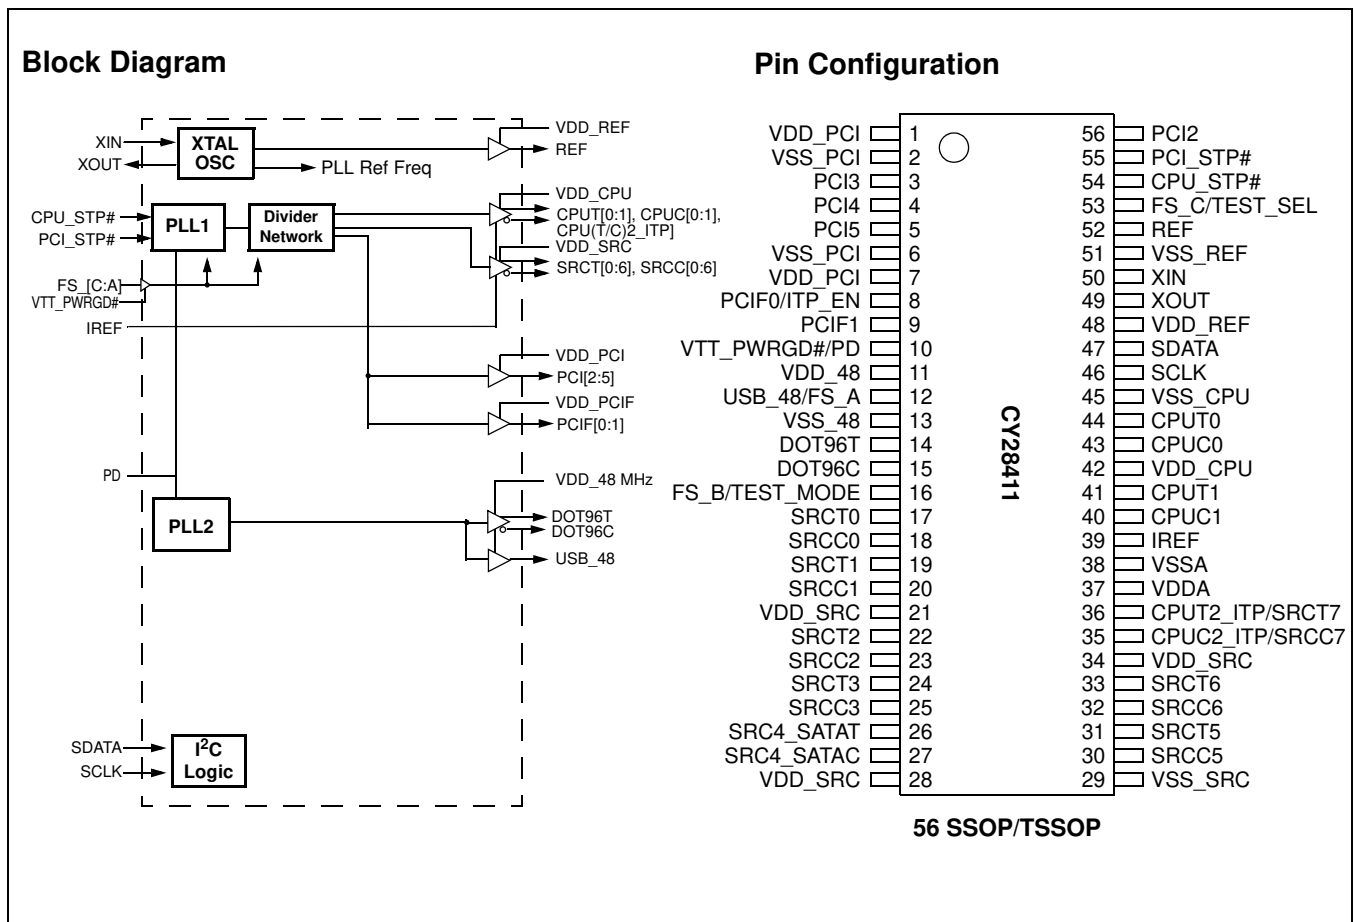 Block Diagram
XIN
XOUT
XTAL
OSC
VDD_REF
REF
PLL Ref Freq
CPU_STP#
PCI_STP#
PLL1
Divider
Network
VDD_CPU
CPUT[0:1], CPUC[0:1],
CPU(T/C)2_ITP]
VDD_SRC
SRCT[0:6], SRCC[0:6]
FS_[C:A]
VTT_PWRGD#
IREF
VDD_PCI
PCI[2:5]
VDD_PCIF
PCIF[0:1]
PD
VDD_48 MHz
PLL2
DOT96T
DOT96C
USB_48
SDATA
SCLK
I2C
Logic
Pin Configuration
VDD_PCI 1
VSS_PCI 2
PCI3 3
PCI4 4
PCI5 5
VSS_PCI 6
VDD_PCI 7
PCIF0/ITP_EN 8
PCIF1 9
VTT_PWRGD#/PD 10
VDD_48 11
USB_48/FS_A 12
VSS_48 13
DOT96T 14
DOT96C 15
FS_B/TEST_MODE 16
SRCT0 17
SRCC0 18
SRCT1 19
SRCC1 20
VDD_SRC 21
SRCT2 22
SRCC2 23
SRCT3 24
SRCC3 25
SRC4_SATAT 26
SRC4_SATAC 27
VDD_SRC 28
CY28411
56 PCI2
55 PCI_STP#
54 CPU_STP#
53 FS_C/TEST_SEL
52 REF
51 VSS_REF
50 XIN
49 XOUT
48 VDD_REF
47 SDATA
46 SCLK
45 VSS_CPU
44 CPUT0
43 CPUC0
42 VDD_CPU
41 CPUT1
40 CPUC1
39 IREF
38 VSSA
37 VDDA
36 CPUT2_ITP/SRCT7
35 CPUC2_ITP/SRCC7
34 VDD_SRC
33 SRCT6
32 SRCC6
31 SRCT5
30 SRCC5
29 VSS_SRC
56 SSOP/TSSOP